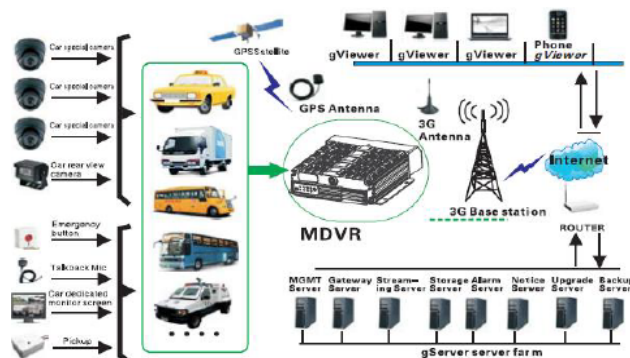 Car special camera
Car special camera
Car special camera
Car rear view
camera
Emergency
button
Talkback Mic
Car dedicated
monitor screen
Pickup
GPSSatellite
GPS Antenna
MDVR
3G
Antenna
3G Base station
gViewer
gViewer
gViewer
Phone
gViewer
Internet
ROUTER
MGMT
Server
Gateway
Server
Stream-
ing Server
Storage
Server
Alarm
Server
Notice
Server
Upgrade
Server
Backup
Server
gServer server farm